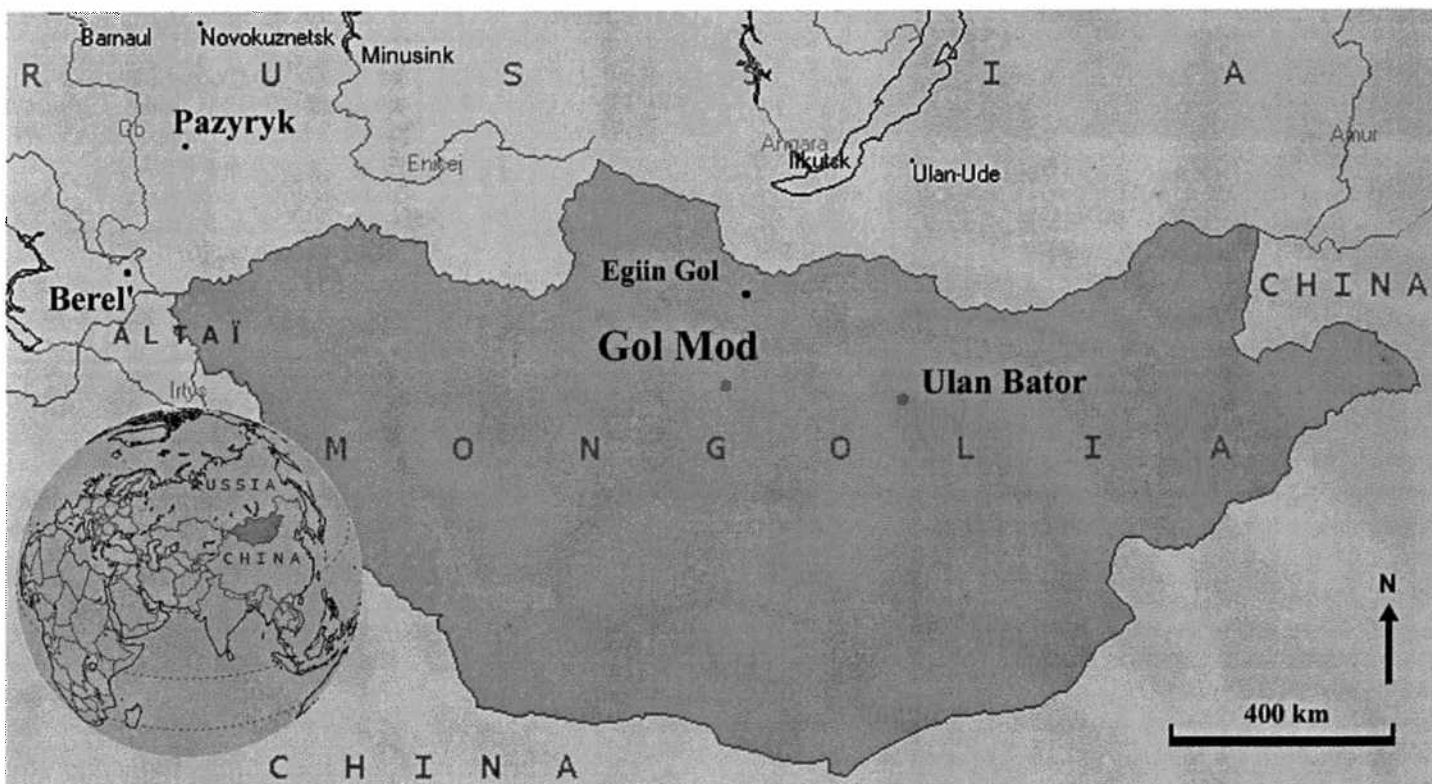 Barnaul
Novokuznetsk
Minusink
R U S S I A
Pazyryk
Ob
Enisej
Angara
Irkutsk
Ulan-Ude
Amur
Egiin Gol
CHINA
Berel'
ALTAÏ
Gol Mod
Ulan Bator
Irtys
M O N G O L I A
RUSSIA
CHINA
N
400 km
C H I N A